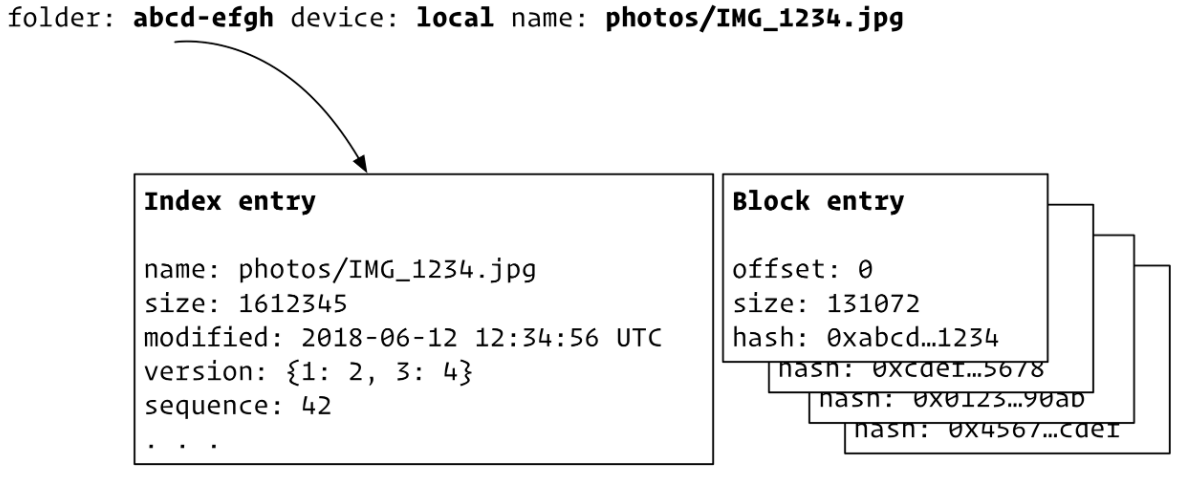 folder: abcd-efgh device: local name: photos/IMG_1234.jpg
Index entry
name: photos/IMG_1234.jpg
size: 1612345
modified: 2018-06-12 12:34:56 UTC
version: {1: 2, 3: 4}
sequence: 42
. . .
Block entry
offset: 0
size: 131072
hash: 0xabcd…1234
hash: 0xcdef…5678
hash: 0x0123…90ab
hash: 0x4567…cdef